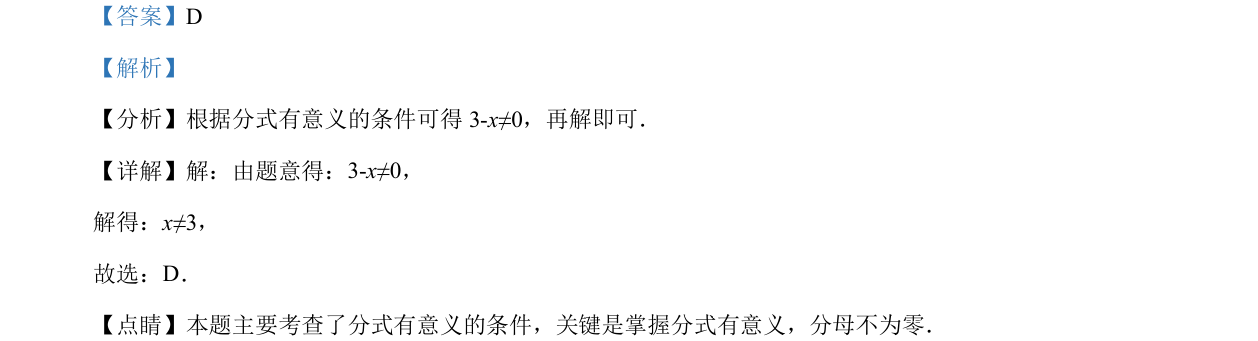 【答案】D
【解析】
【分析】根据分式有意义的条件可得 3-x≠0，再解即可．
【详解】解：由题意得：3-x≠0，
解得：x≠3，
故选：D．
【点睛】本题主要考查了分式有意义的条件，关键是掌握分式有意义，分母不为零．